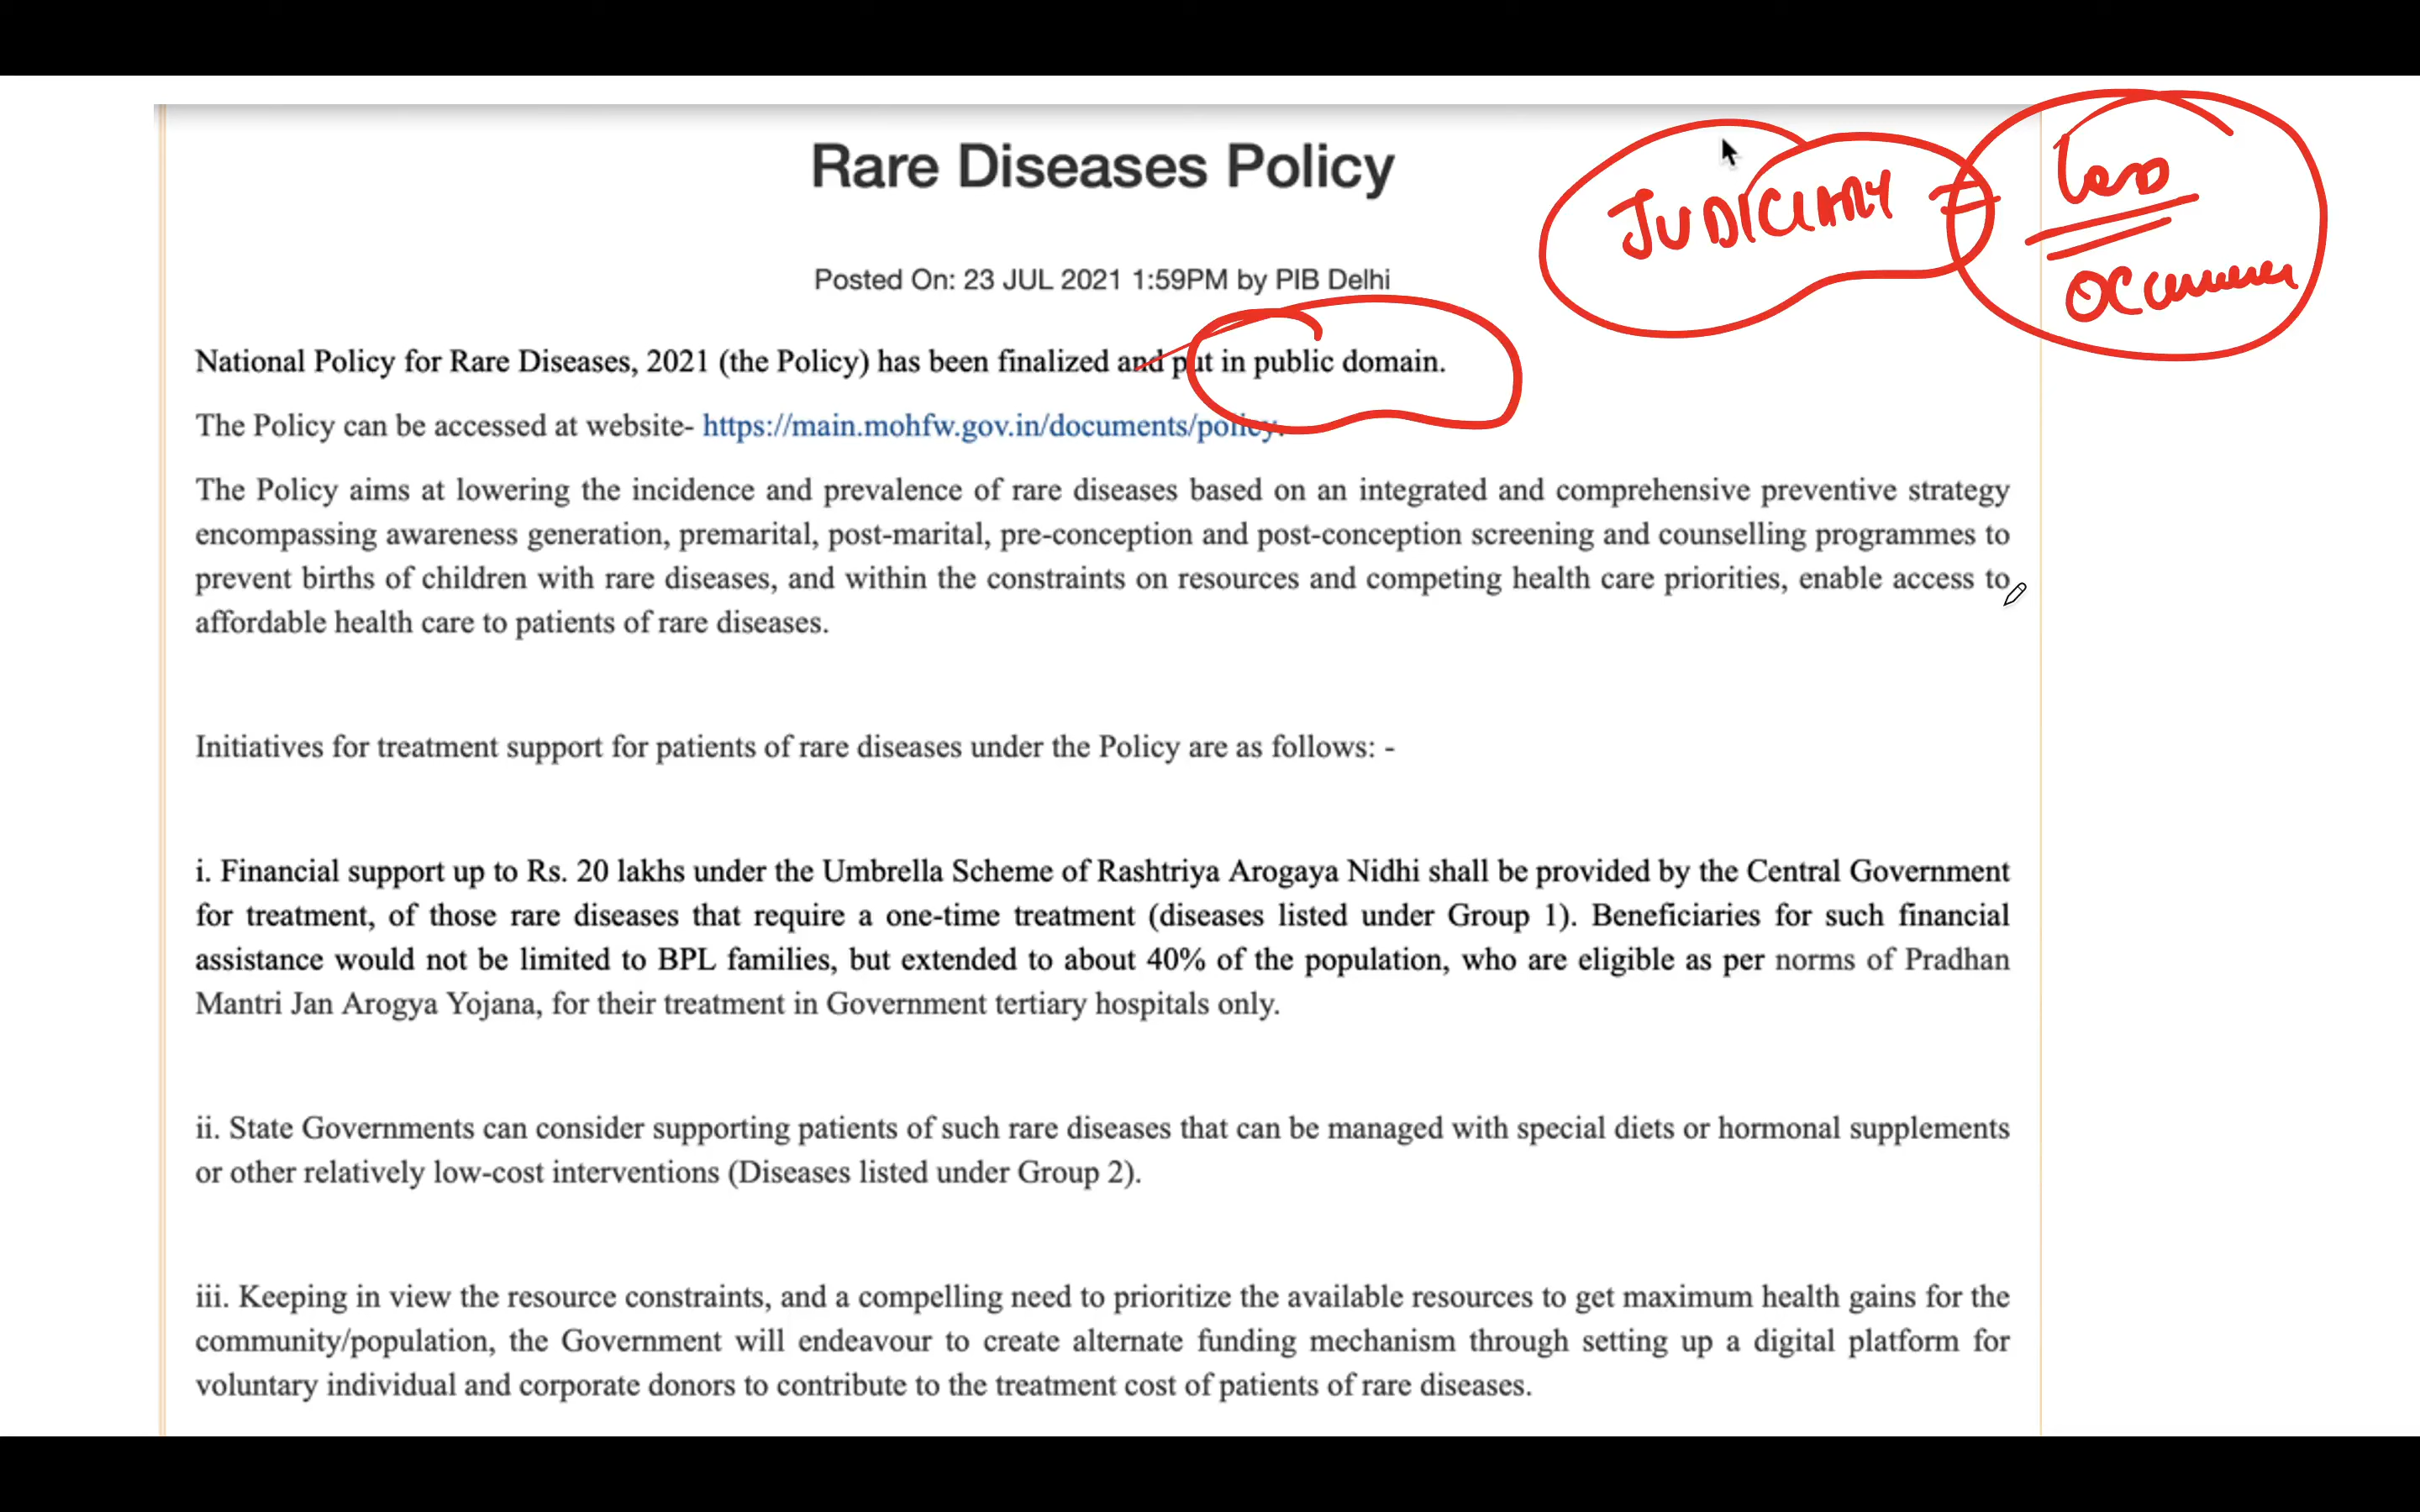 Rare Diseases Policy
JUDICIARY = less
occurrence
Posted On: 23 JUL 2021 1:59PM by PIB Delhi
National Policy for Rare Diseases, 2021 (the Policy) has been finalized and put in public domain.
The Policy can be accessed at website- https://main.mohfw.gov.in/documents/policy.
The Policy aims at lowering the incidence and prevalence of rare diseases based on an integrated and comprehensive preventive strategy
encompassing awareness generation, premarital, post-marital, pre-conception and post-conception screening and counselling programmes to
prevent births of children with rare diseases, and within the constraints on resources and competing health care priorities, enable access to
affordable health care to patients of rare diseases.
Initiatives for treatment support for patients of rare diseases under the Policy are as follows: -
i. Financial support up to Rs. 20 lakhs under the Umbrella Scheme of Rashtriya Arogaya Nidhi shall be provided by the Central Government
for treatment, of those rare diseases that require a one-time treatment (diseases listed under Group 1). Beneficiaries for such financial
assistance would not be limited to BPL families, but extended to about 40% of the population, who are eligible as per norms of Pradhan
Mantri Jan Arogya Yojana, for their treatment in Government tertiary hospitals only.
ii. State Governments can consider supporting patients of such rare diseases that can be managed with special diets or hormonal supplements
or other relatively low-cost interventions (Diseases listed under Group 2).
iii. Keeping in view the resource constraints, and a compelling need to prioritize the available resources to get maximum health gains for the
community/population, the Government will endeavour to create alternate funding mechanism through setting up a digital platform for
voluntary individual and corporate donors to contribute to the treatment cost of patients of rare diseases.